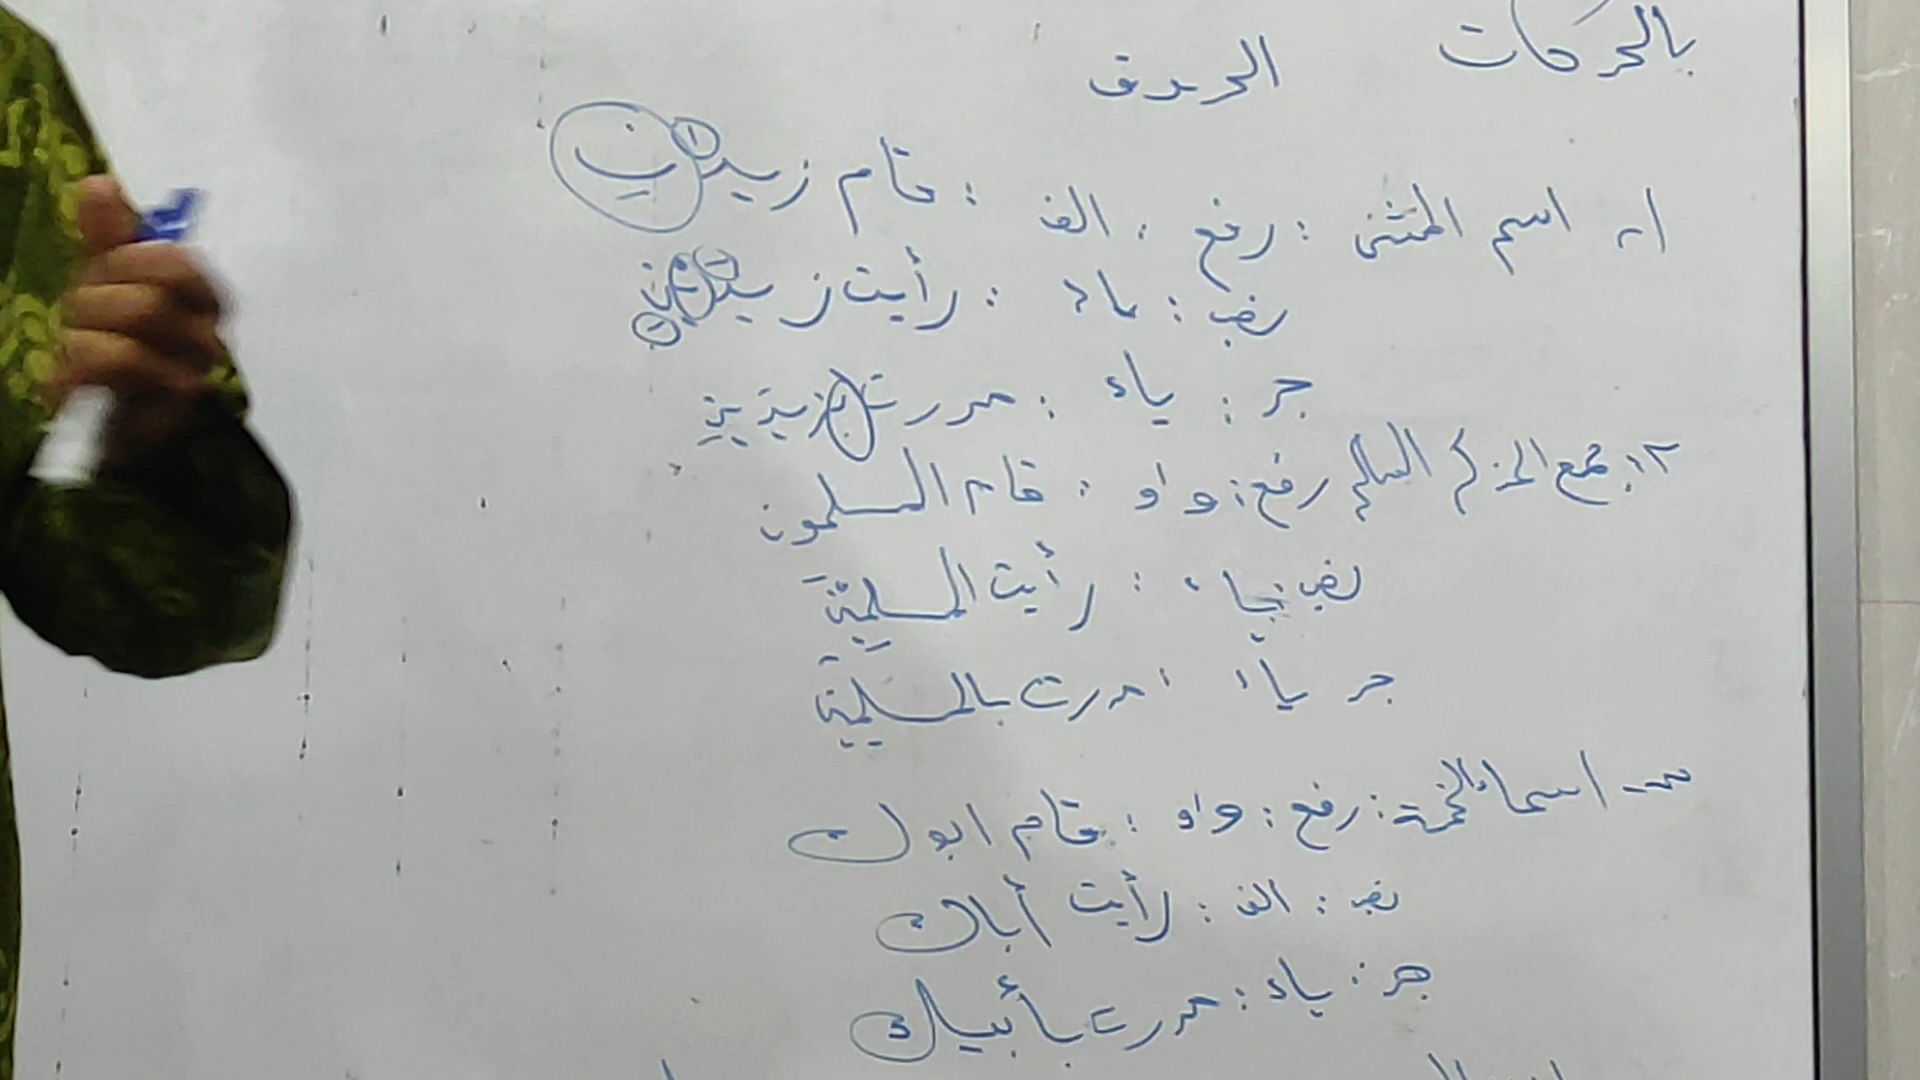 بالحركات الحروف
١- اسم المثنى : رفع : الف : قام زيدانِ
نصب : ياء : رأيت زيدين
جر : ياء : مررت بزيدين
٢- جمع المذكر السالم رفع : واو : قام المسلمون
نصب ياء : رأيت المسلمين
جر ياء : مررت بالمسلمين
٣- اسماء الخمسة : رفع : واو : قام ابوك
نصب : الف : رأيت أباك
جر : ياء : مررت بأبيك